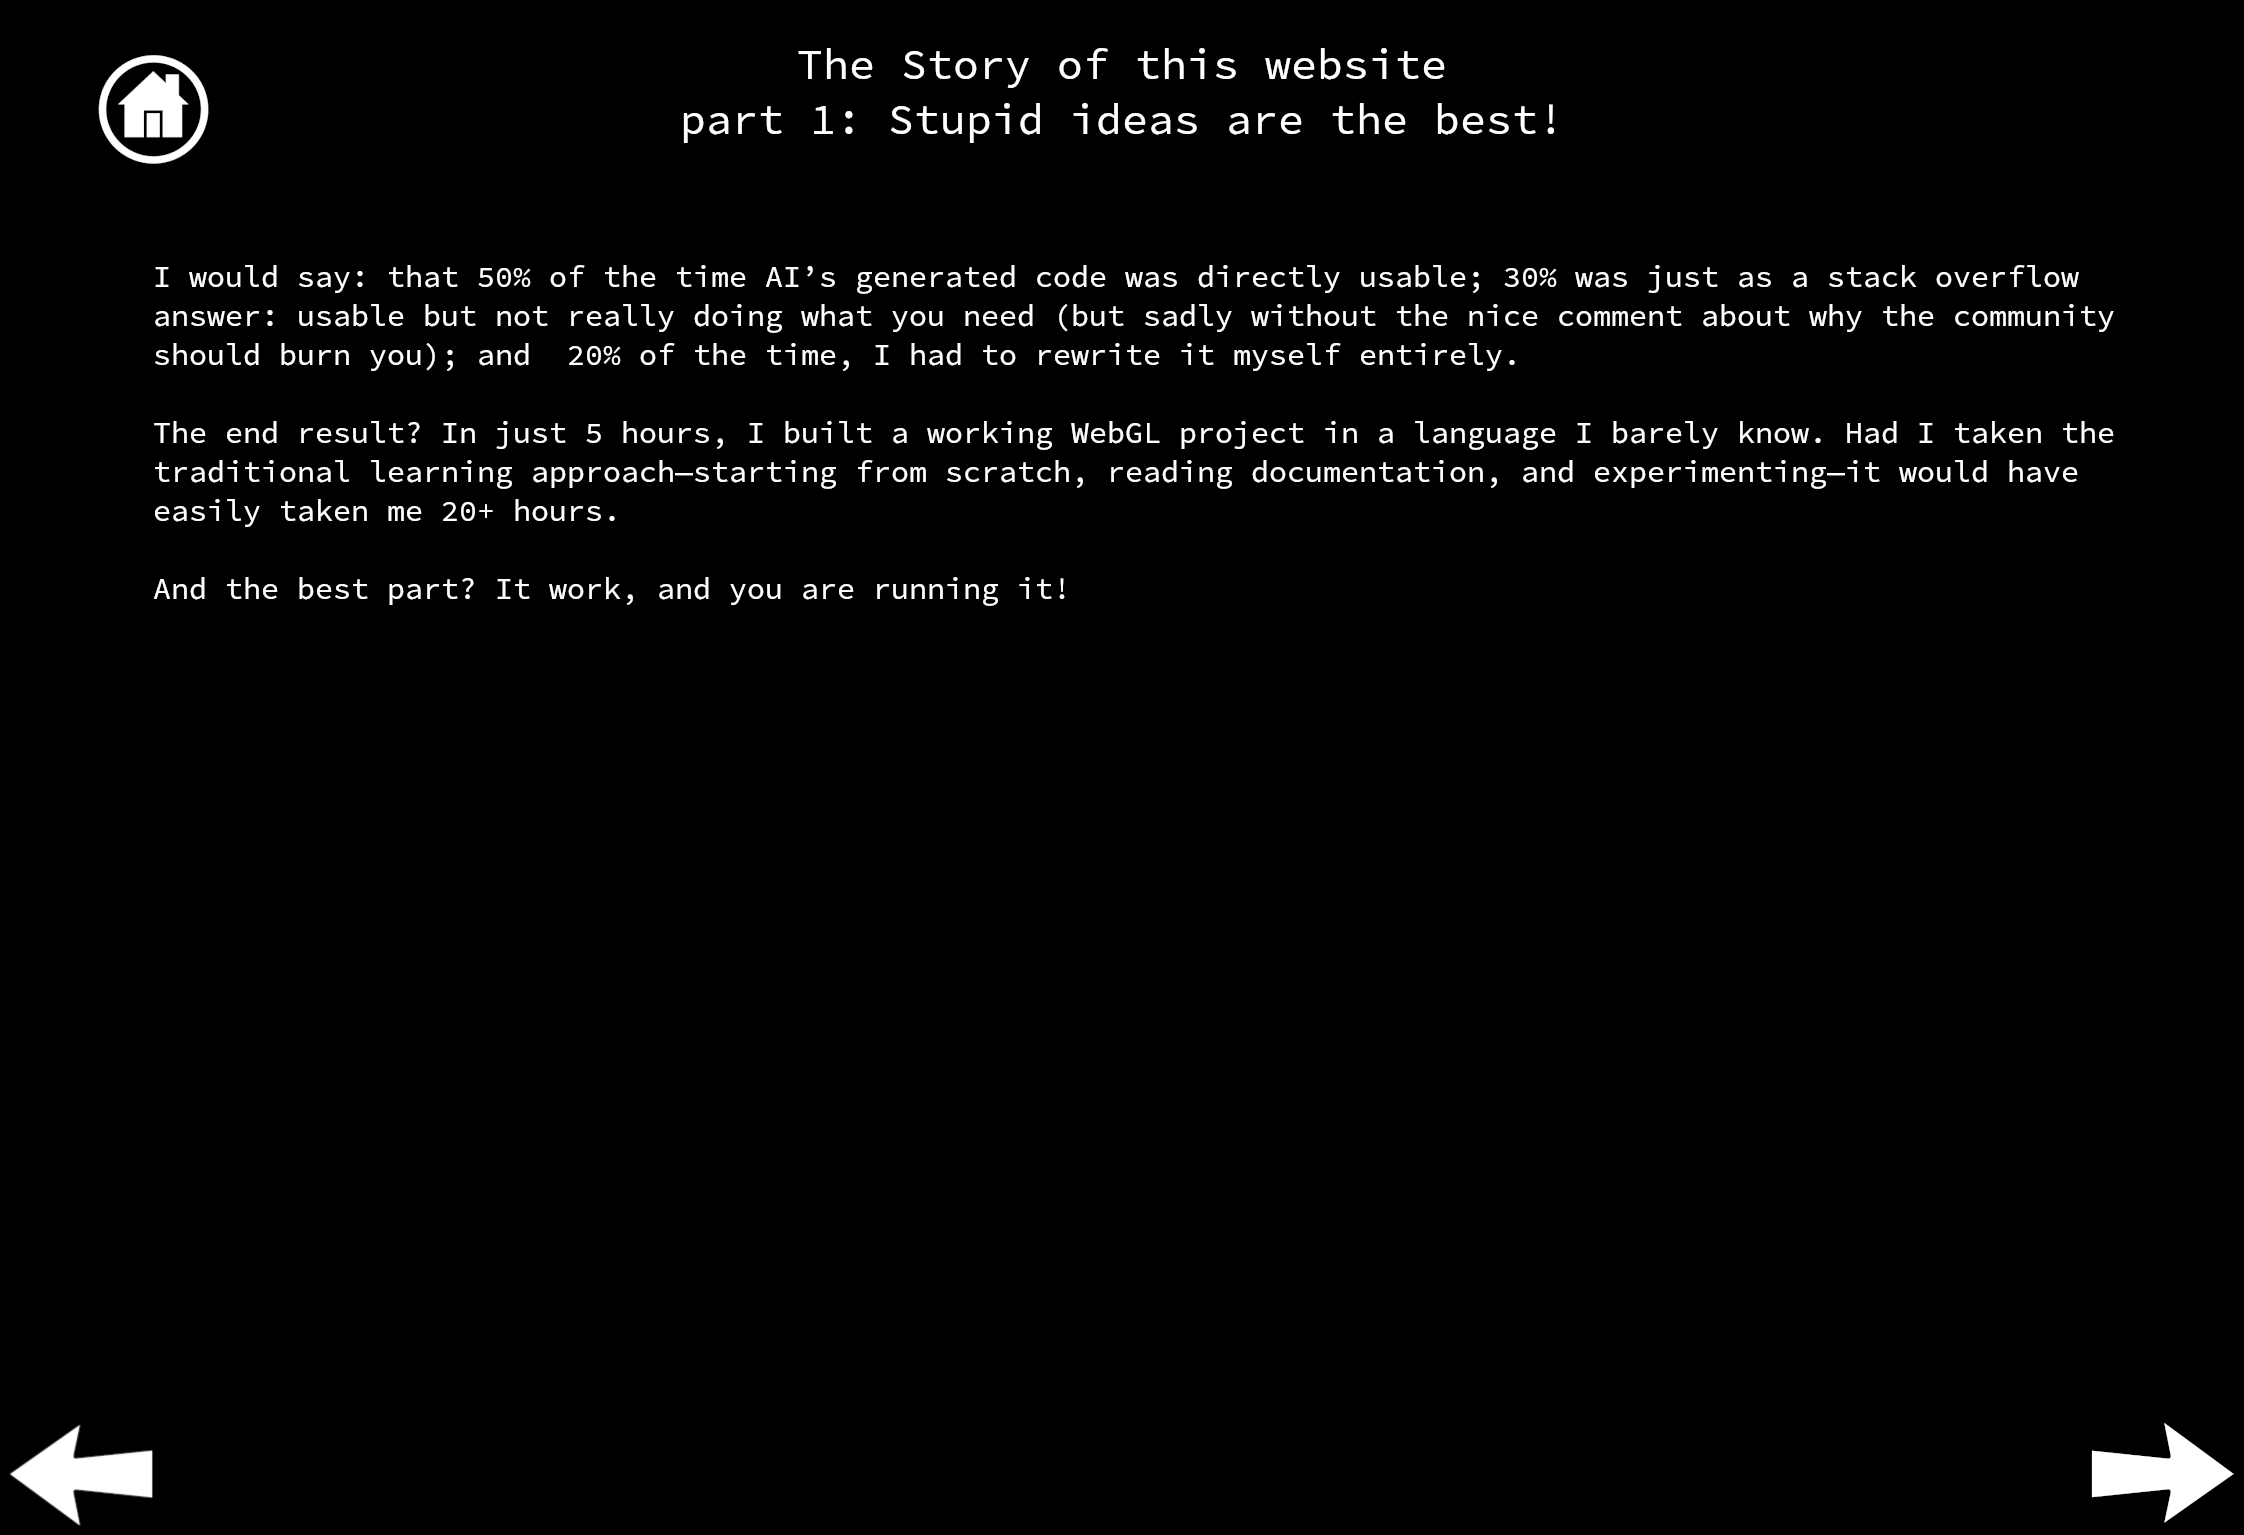 The Story of this website
part 1: Stupid ideas are the best!
I would say: that 50% of the time AI’s generated code was directly usable; 30% was just as a stack overflow
answer: usable but not really doing what you need (but sadly without the nice comment about why the community
should burn you); and  20% of the time, I had to rewrite it myself entirely.
The end result? In just 5 hours, I built a working WebGL project in a language I barely know. Had I taken the
traditional learning approach—starting from scratch, reading documentation, and experimenting—it would have
easily taken me 20+ hours.
And the best part? It work, and you are running it!